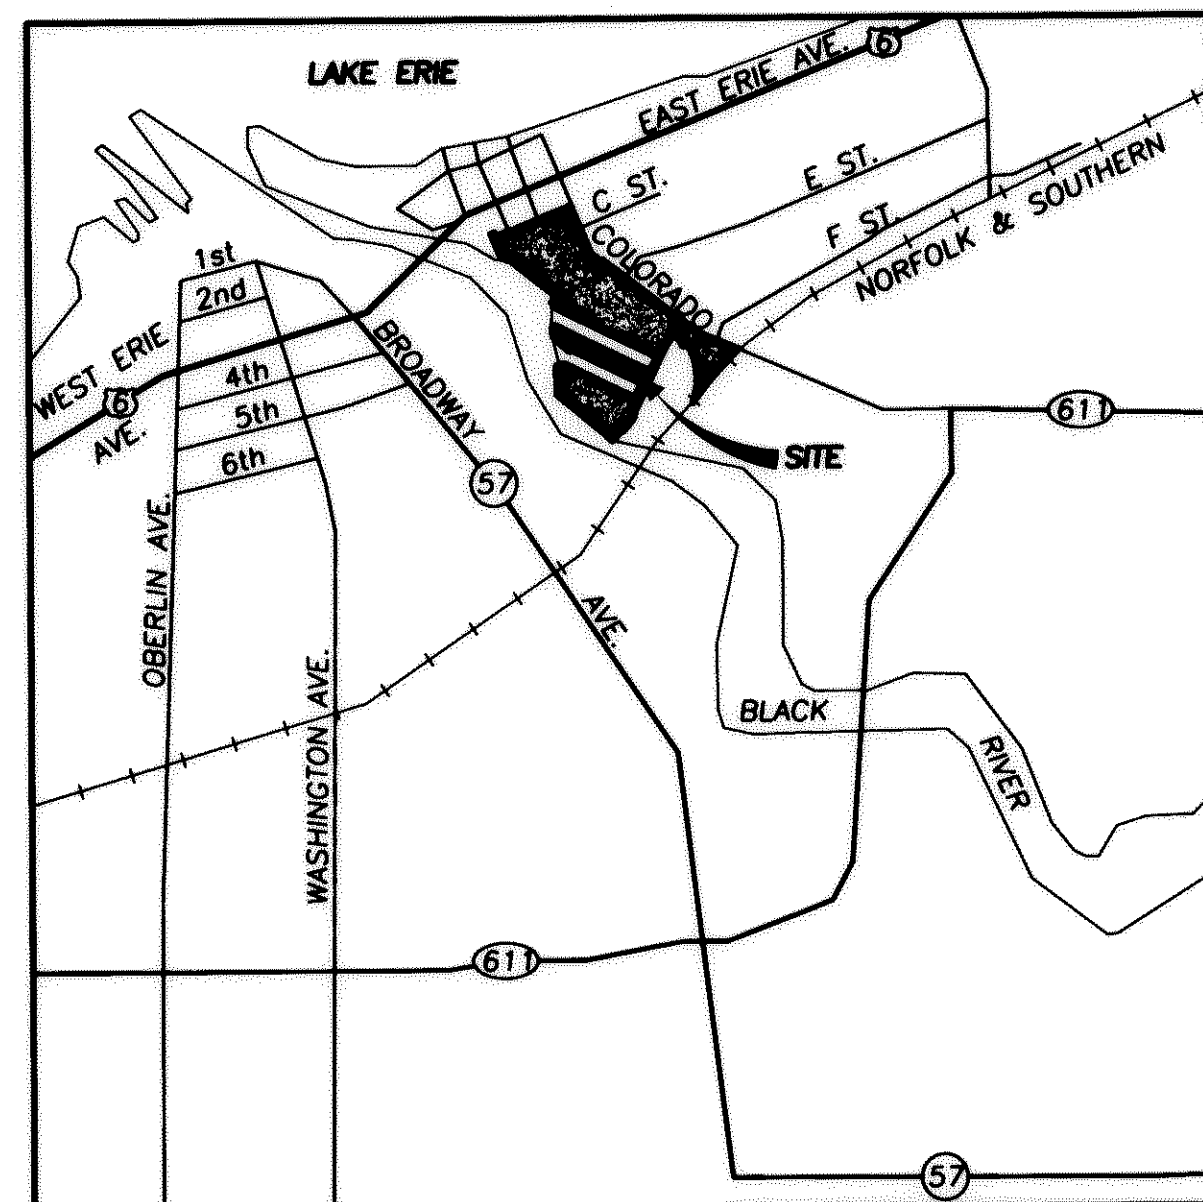 LAKE ERIE
EAST ERIE AVE.
6
C ST.
E ST.
F ST.
NORFOLK & SOUTHERN
COLORADO
1st
2nd
WEST ERIE
6
AVE.
4th
5th
6th
BROADWAY
57
AVE.
SITE
611
OBERLIN AVE.
WASHINGTON AVE.
BLACK
RIVER
611
57